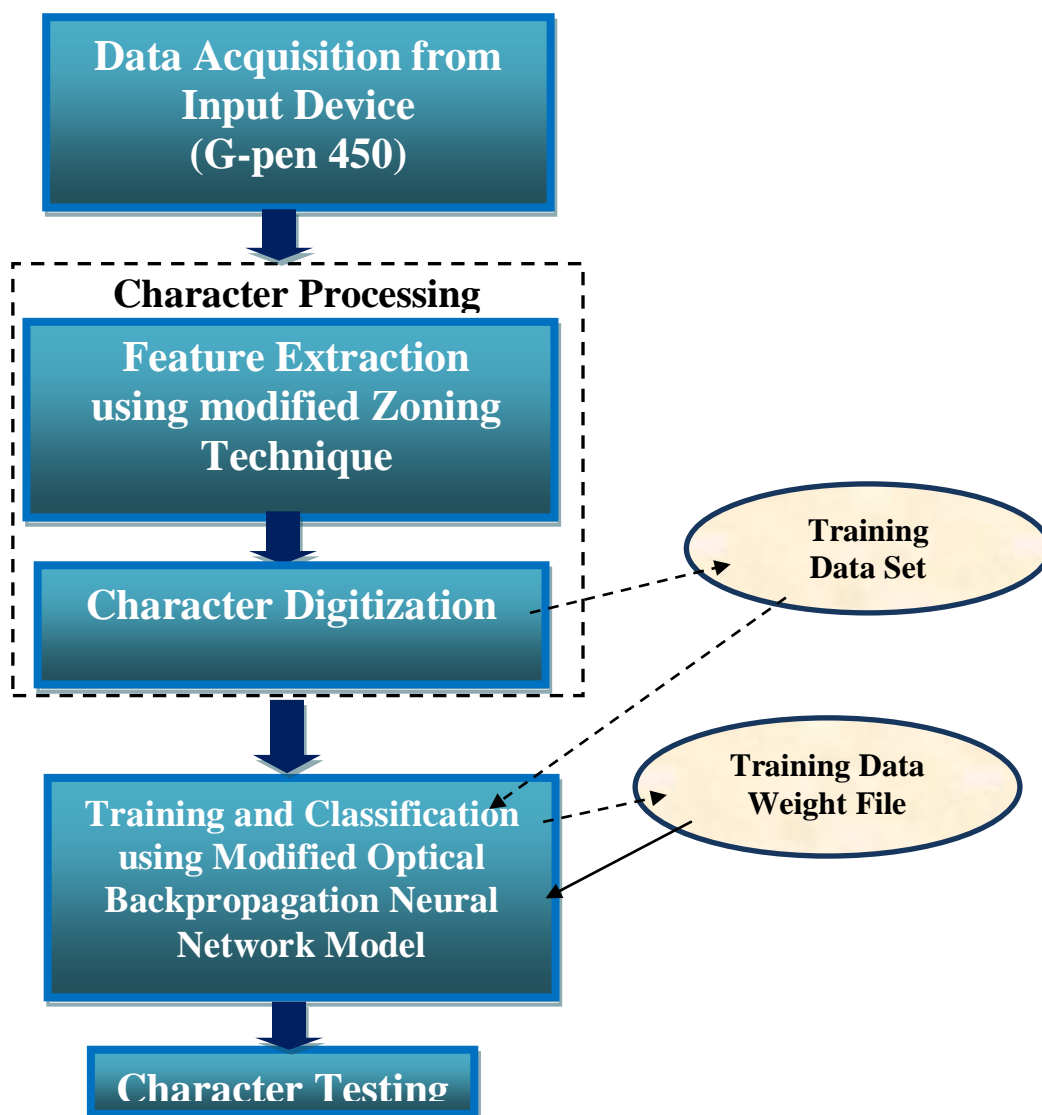 Data Acquisition from
Input Device
(G-pen 450)
Character Processing
Feature Extraction
using modified Zoning
Technique
Character Digitization
Training
Data Set
Training Data
Weight File
Training and Classification
using Modified Optical
Backpropagation Neural
Network Model
Character Testing